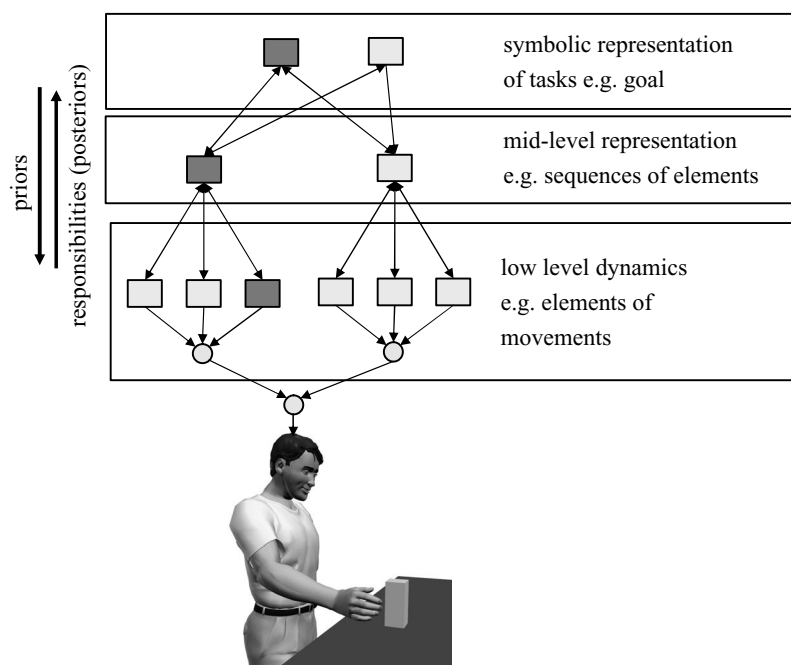 symbolic representation
of tasks e.g. goal
mid-level representation
e.g. sequences of elements
low level dynamics
e.g. elements of
movements
priors
responsibilities (posteriors)